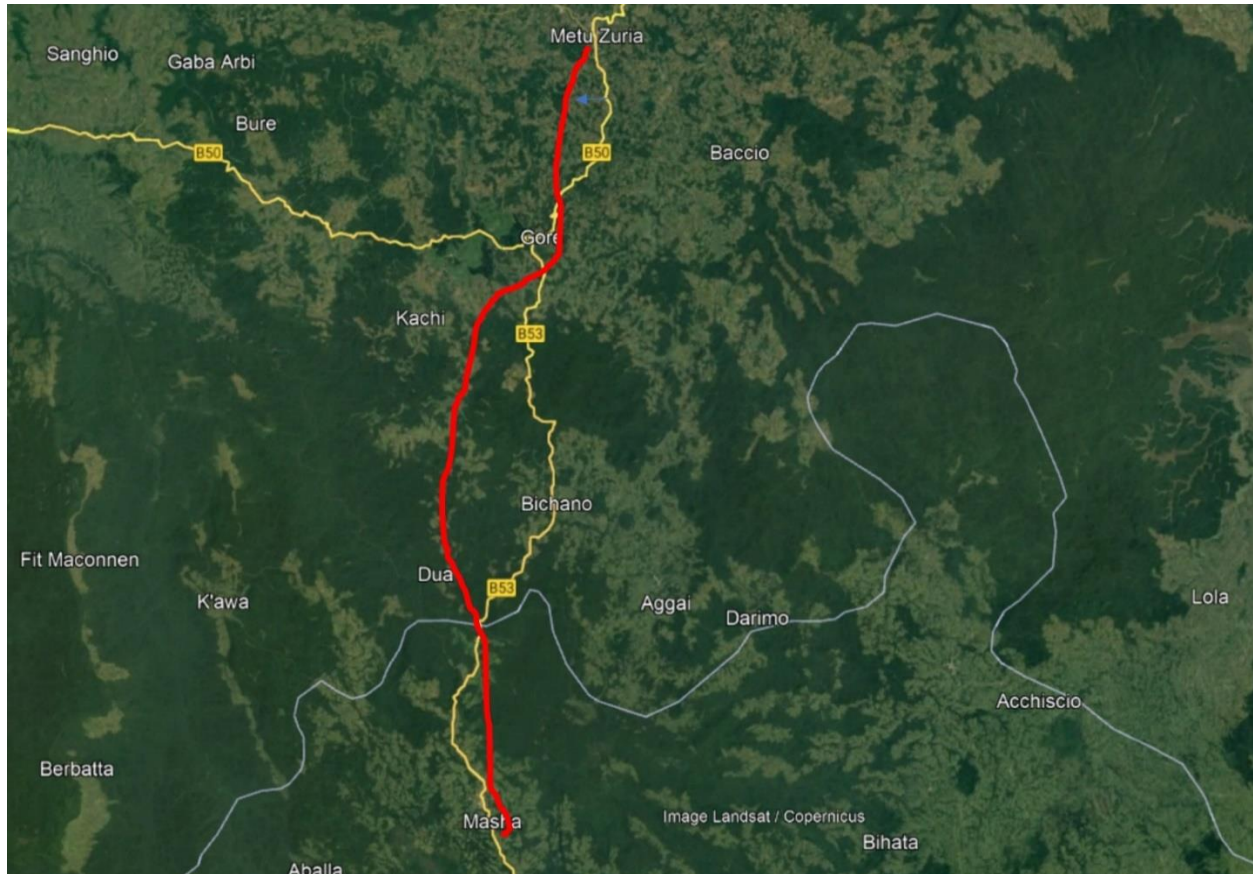 Metu Zuria
Sanghio
Gaba Arbi
Bure
B50
B50
Baccio
Gore
Kachi
B53
Bichano
Fit Maconnen
Dua
B53
K'awa
Aggai
Darimo
Lola
Acchiscio
Berbatta
Masha
Image Landsat / Copernicus
Bihata
Aballa